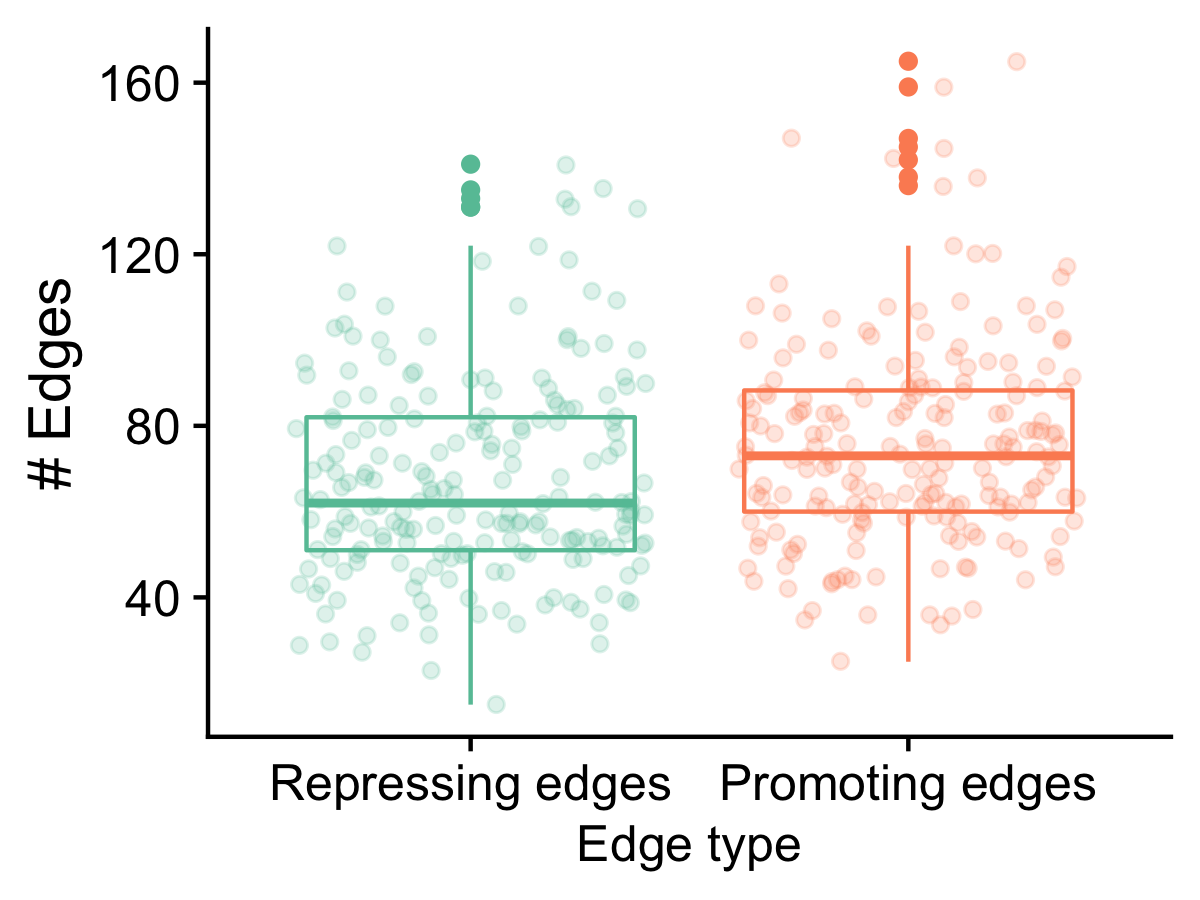 # Edges
160
120
80
40
Repressing edges
Promoting edges
Edge type